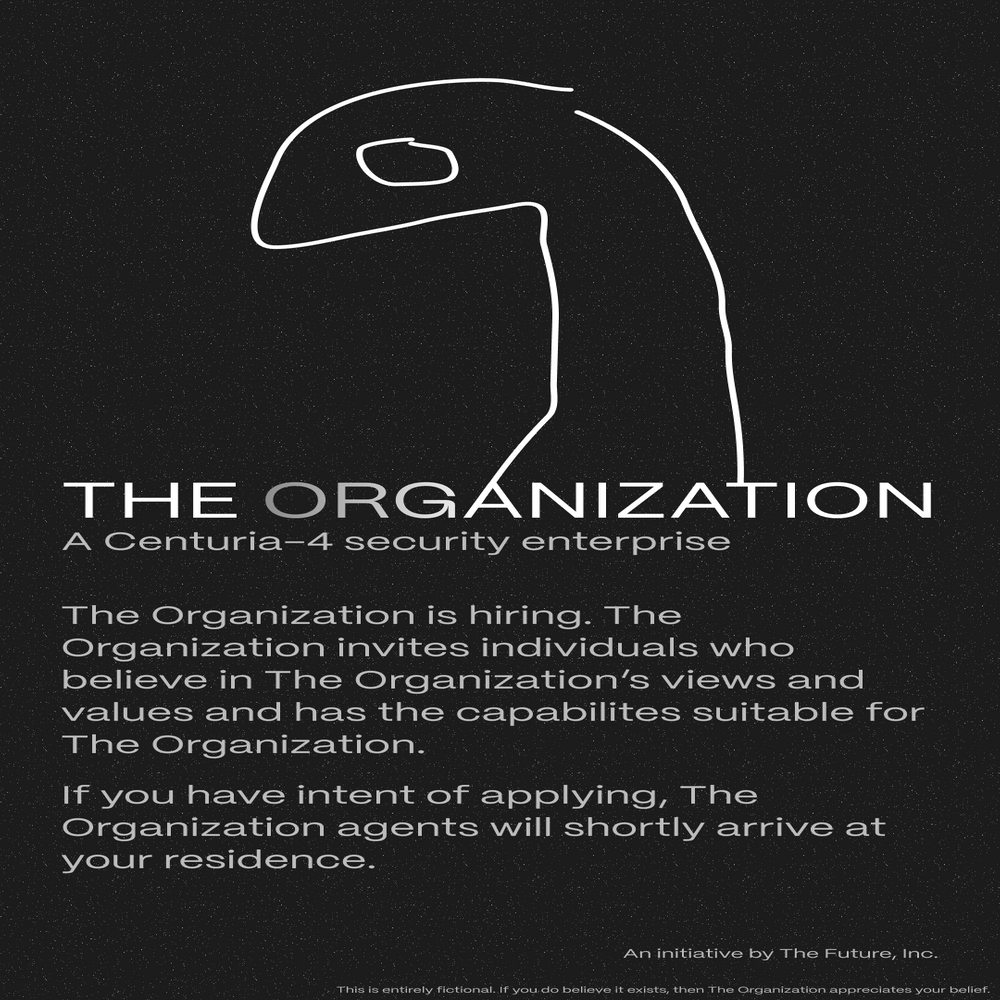 THE ORGANIZATION
A Centuria–4 security enterprise
The Organization is hiring. The
Organization invites individuals who
believe in The Organization’s views and
values and has the capabilites suitable for
The Organization.
If you have intent of applying, The
Organization agents will shortly arrive at
your residence.
An initiative by The Future, Inc.
This is entirely fictional. If you do believe it exists, then The Organization appreciates your belief.